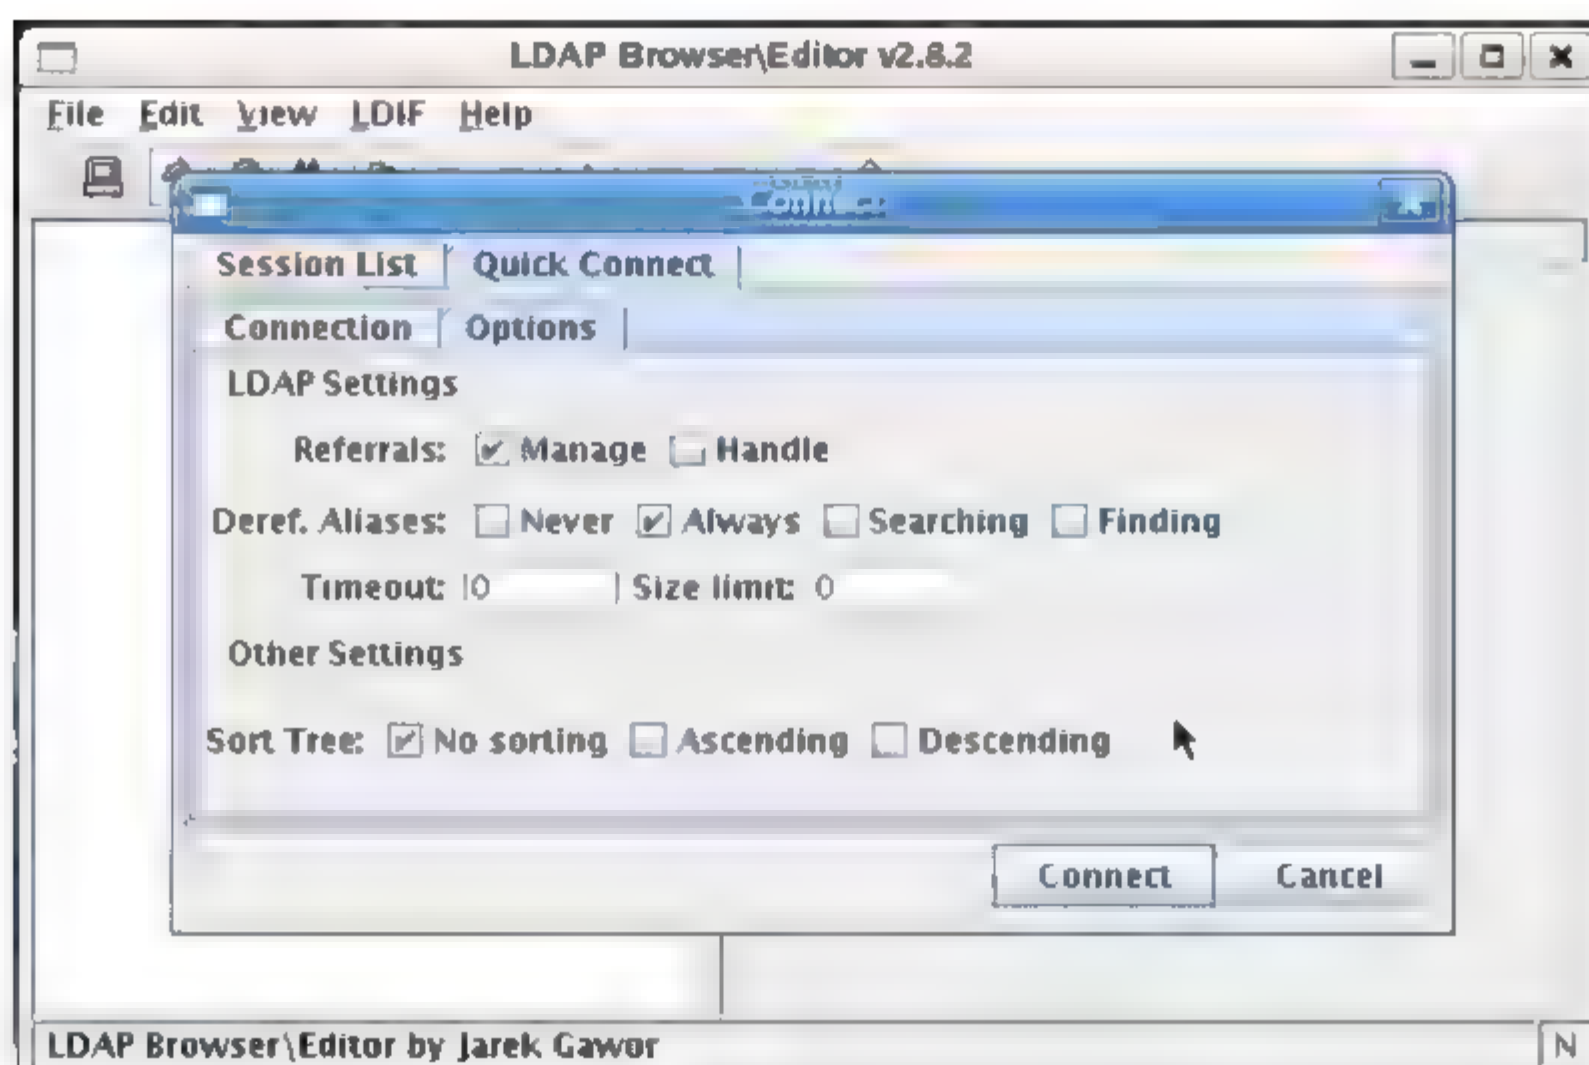 LDAP Browser\Editor v2.8.2
File Edit View LDIF Help
Connect
Session List Quick Connect
Connection Options
LDAP Settings
Referrals: Manage Handle
Deref. Aliases: Never Always Searching Finding
Timeout: 0 Size limit: 0
Other Settings
Sort Tree: No sorting Ascending Descending
Connect Cancel
LDAP Browser\Editor by Jarek Gawor N